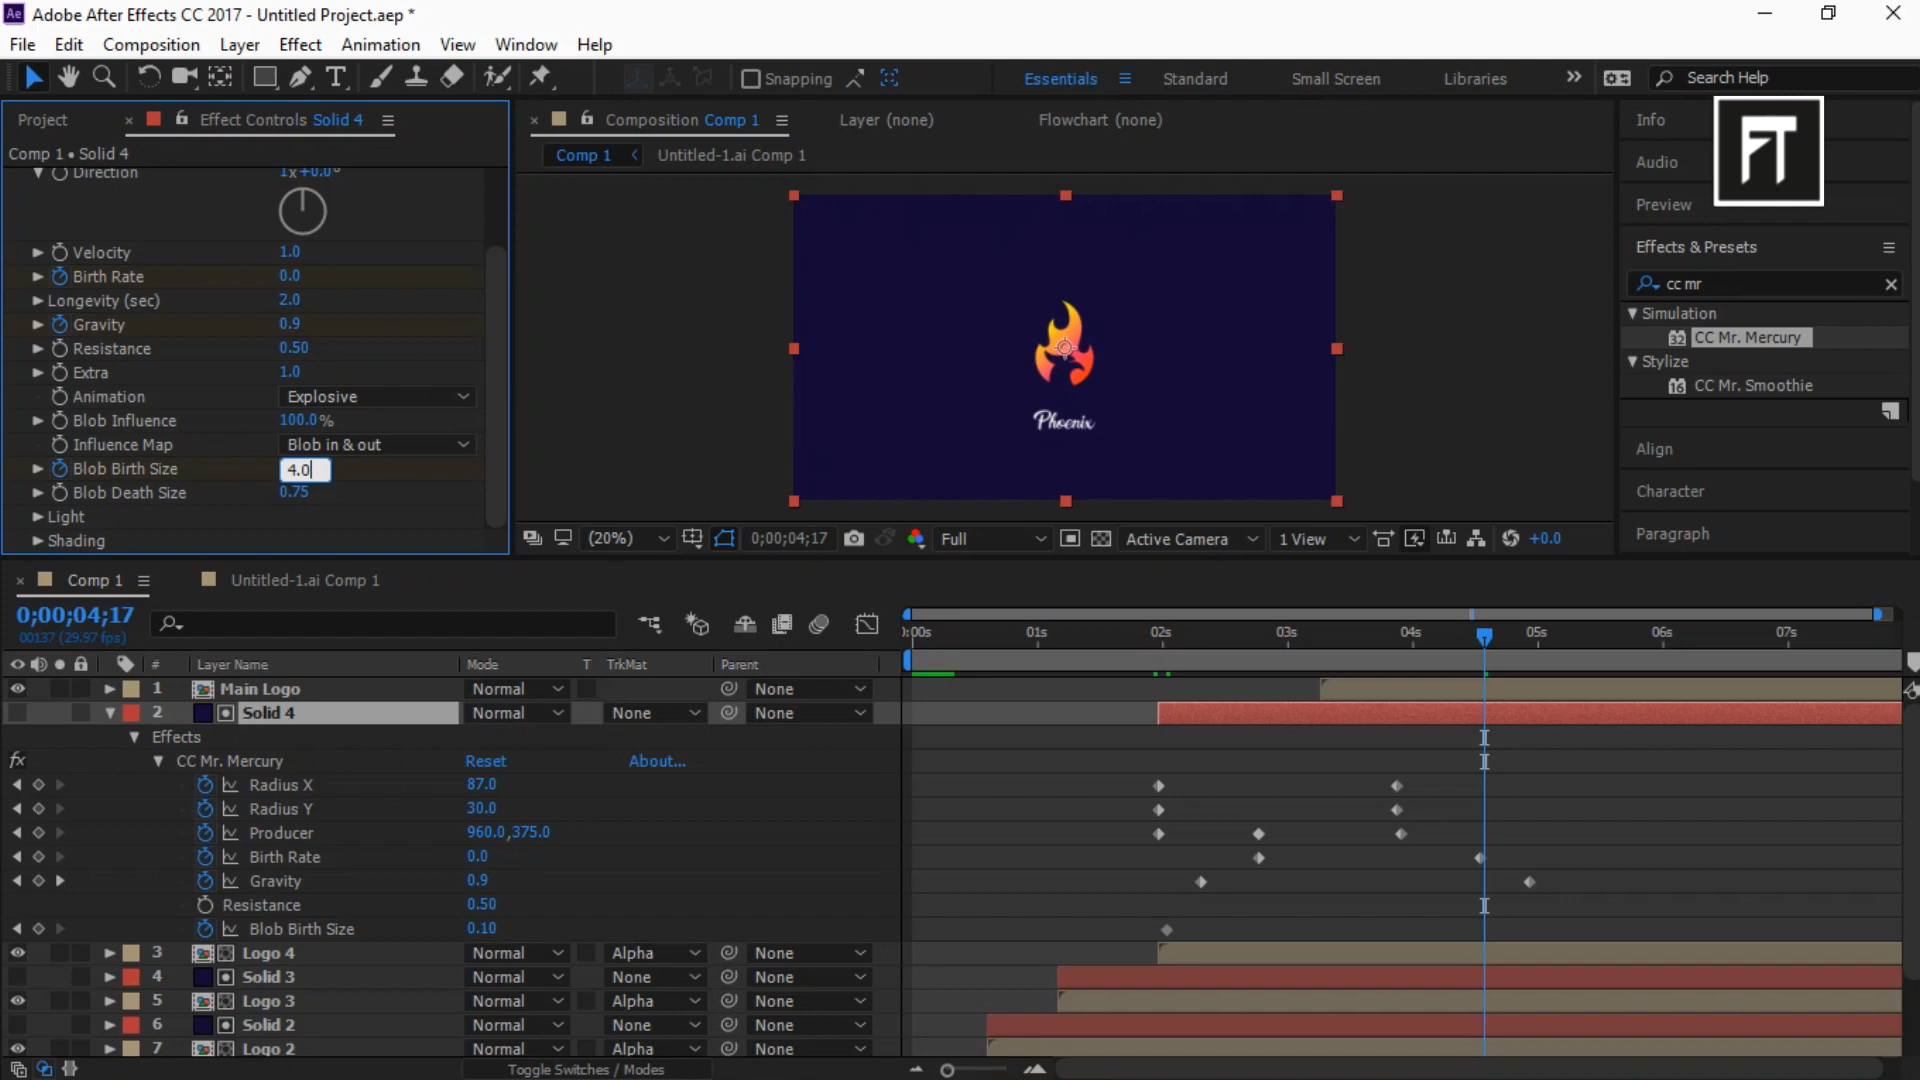 Ae Adobe After Effects CC 2017 - Untitled Project.aep *
File Edit Composition Layer Effect Animation View Window Help
Snapping Essentials Standard Small Screen Libraries Search Help
Project Effect Controls Solid 4
Comp 1 • Solid 4
Direction 1x+0.0°
Velocity 1.0
Birth Rate 0.0
Longevity (sec) 2.0
Gravity 0.9
Resistance 0.50
Extra 1.0
Animation Explosive
Blob Influence 100.0%
Influence Map Blob in & out
Blob Birth Size 4.0
Blob Death Size 0.75
Light
Shading
Composition Comp 1 Layer (none) Flowchart (none)
Comp 1 Untitled-1.ai Comp 1
Phoenix
(20%) 0;00;04;17 Full Active Camera 1 View +0.0
Info
FT
Audio
Preview
Effects & Presets
cc mr
Simulation
32 CC Mr. Mercury
Stylize
16 CC Mr. Smoothie
Align
Character
Paragraph
Comp 1 Untitled-1.ai Comp 1
0;00;04;17
00137 (29.97 fps)
:00s 01s 02s 03s 04s 05s 06s 07s
# Layer Name Mode T TrkMat Parent
1 Main Logo Normal None
2 Solid 4 Normal None None
Effects
fx CC Mr. Mercury Reset About...
Radius X 87.0
Radius Y 30.0
Producer 960.0,375.0
Birth Rate 0.0
Gravity 0.9
Resistance 0.50
Blob Birth Size 0.10
3 Logo 4 Normal Alpha None
4 Solid 3 Normal None None
5 Logo 3 Normal Alpha None
6 Solid 2 Normal None None
7 Logo 2 Normal Alpha None
Toggle Switches / Modes